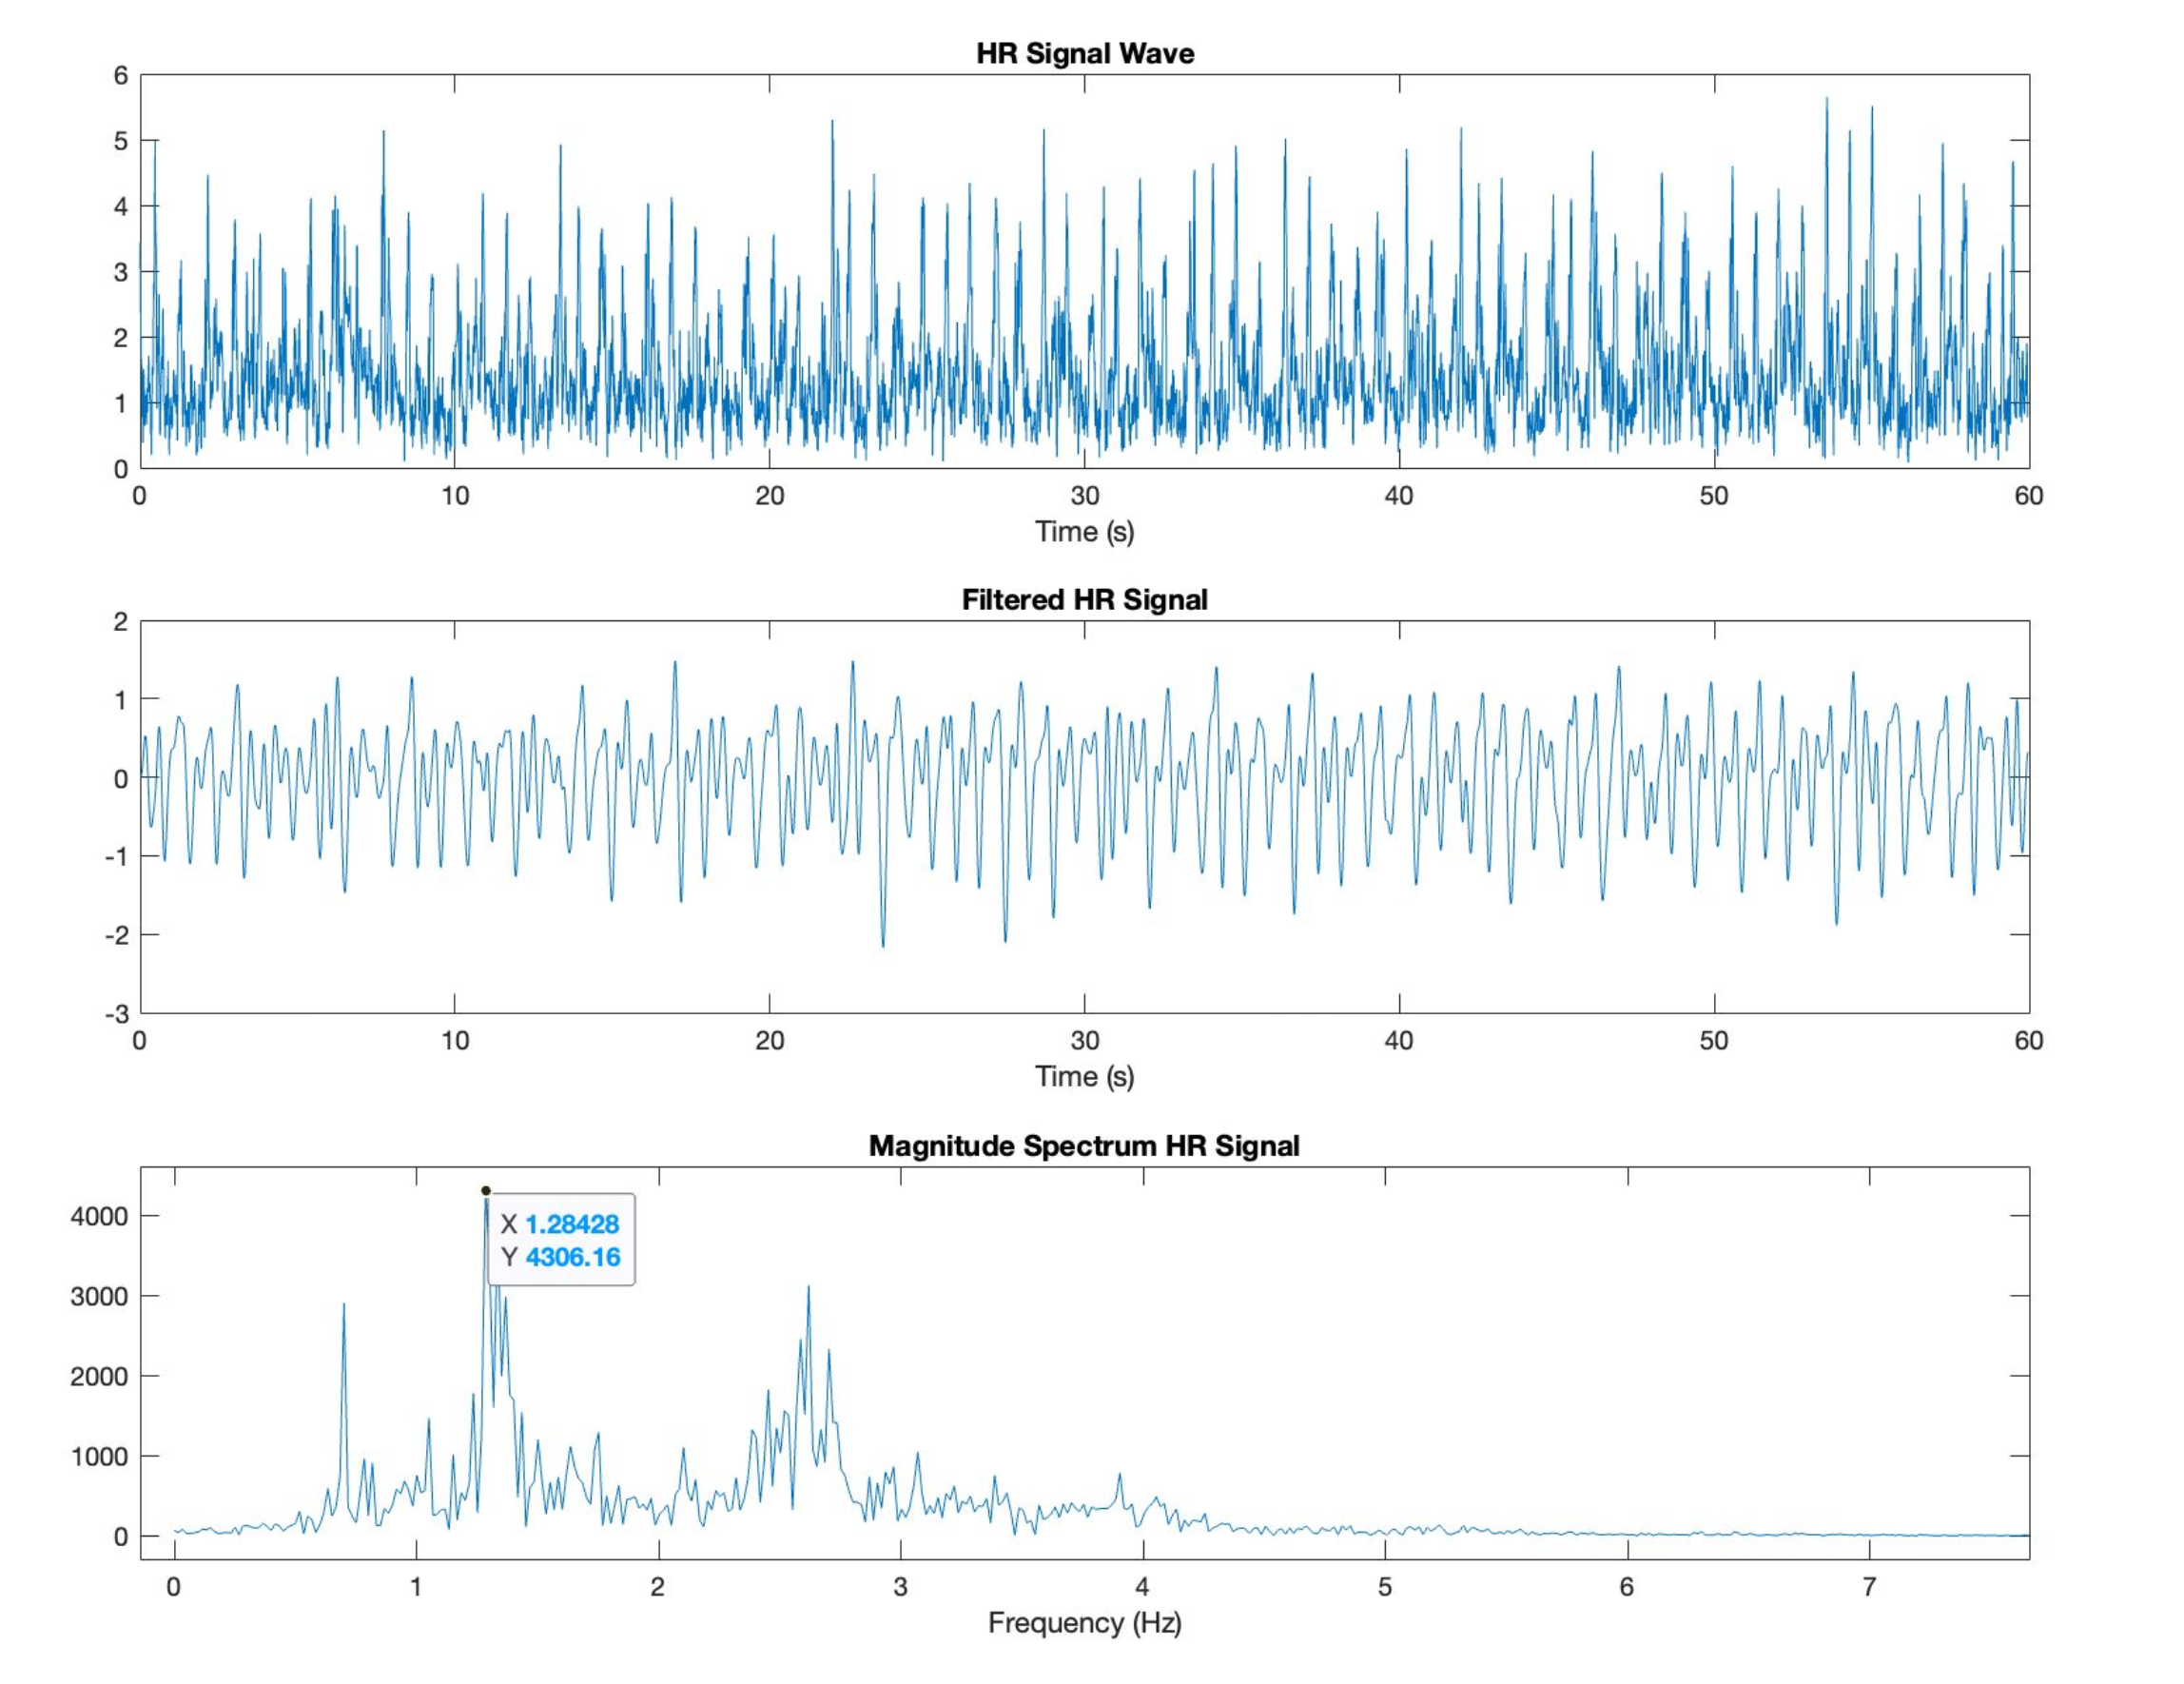 HR Signal Wave
6
5
4
3
2
1
0
0 10 20 30 40 50 60
Time (s)
Filtered HR Signal
2
1
0
-1
-2
-3
0 10 20 30 40 50 60
Time (s)
Magnitude Spectrum HR Signal
X 1.28428
Y 4306.16
4000
3000
2000
1000
0
0 1 2 3 4 5 6 7
Frequency (Hz)